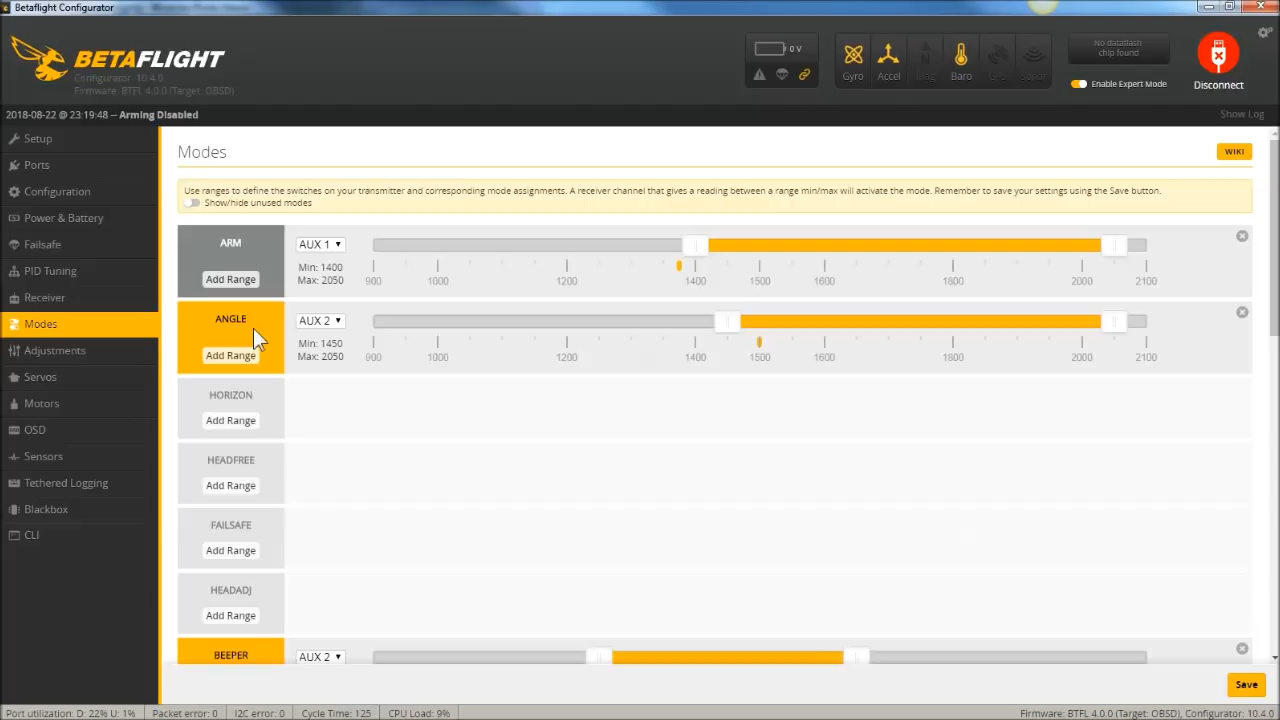 Betaflight Configurator
BETAFLIGHT
Configurator 10.4.0
Firmware: BTFL 4.0.0 (Target: OBSD)
0 V
Gyro
Accel
Mag
Baro
GPS
Sonar
No dataflash
chip found
Enable Expert Mode
Disconnect
2018-08-22 @ 23:19:48 -- Arming Disabled
Show Log
Setup
Ports
Configuration
Power & Battery
Failsafe
PID Tuning
Receiver
Modes
Adjustments
Servos
Motors
OSD
Sensors
Tethered Logging
Blackbox
CLI
Modes
WIKI
Use ranges to define the switches on your transmitter and corresponding mode assignments. A receiver channel that gives a reading between a range min/max will activate the mode. Remember to save your settings using the Save button.
Show/hide unused modes
ARM
Add Range
AUX 1
Min: 1400
Max: 2050
900 1000 1200 1400 1500 1600 1800 2000 2100
ANGLE
Add Range
AUX 2
Min: 1450
Max: 2050
900 1000 1200 1400 1500 1600 1800 2000 2100
HORIZON
Add Range
HEADFREE
Add Range
FAILSAFE
Add Range
HEADADJ
Add Range
BEEPER
AUX 2
Save
Port utilization: D: 22% U: 1%
Packet error: 0
I2C error: 0
Cycle Time: 125
CPU Load: 9%
Firmware: BTFL 4.0.0 (Target: OBSD), Configurator: 10.4.0